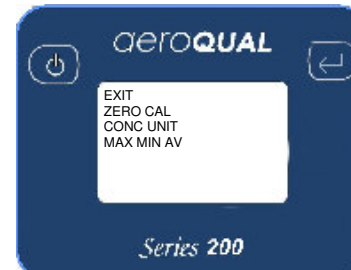 aeroQUAL
EXIT
ZERO CAL
CONC UNIT
MAX MIN AV
Series 200